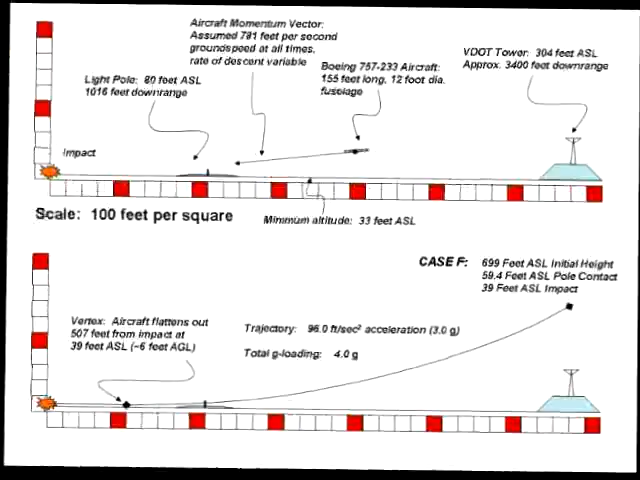 Aircraft Momentum Vector:
Assumed 781 feet per second
groundspeed at all times,
rate of descent variable
VDOT Tower: 304 feet ASL
Approx. 3400 feet downrange
Boeing 757-233 Aircraft:
155 feet long, 12 foot dia.
fuselage
Light Pole: 80 feet ASL
1016 feet downrange
Impact
Scale: 100 feet per square
Minimum altitude: 33 feet ASL
CASE F: 699 Feet ASL Initial Height
59.4 Feet ASL Pole Contact
39 Feet ASL Impact
Vertex: Aircraft flattens out
507 feet from impact at
39 feet ASL (~6 feet AGL)
Trajectory: 96.0 ft/sec² acceleration (3.0 g)
Total g-loading: 4.0 g